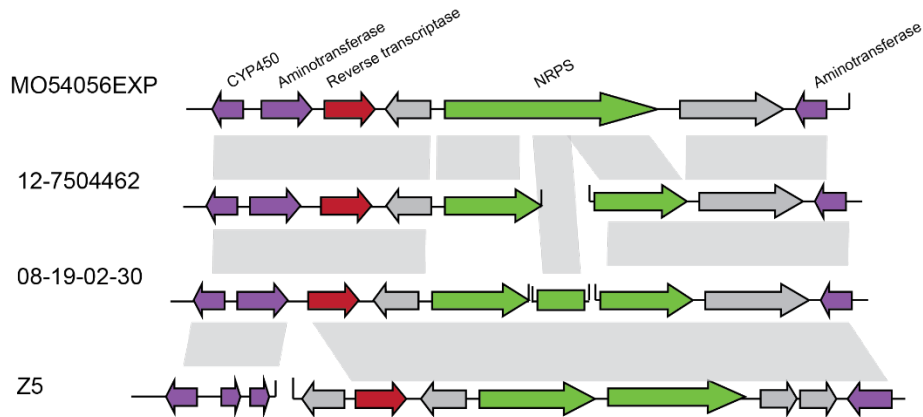 CYP450
Aminotransferase
Reverse transcriptase
NRPS
Aminotransferase
MO54056EXP
12-7504462
08-19-02-30
Z5